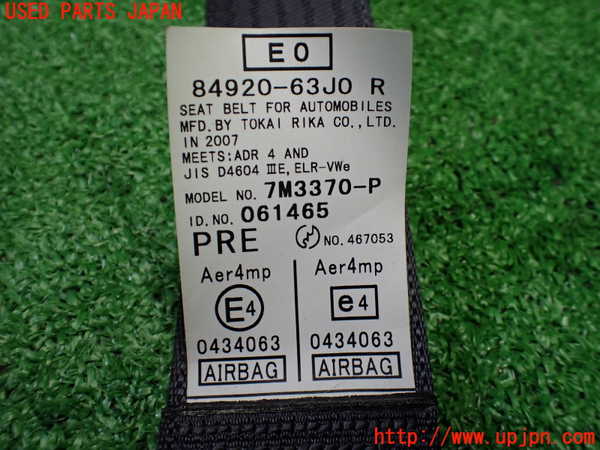 USED PARTS JAPAN
E0
84920-63J0 R
SEAT BELT FOR AUTOMOBILES
MFD.BY TOKAI RIKA CO.,LTD.
IN 2007
MEETS:ADR 4 AND
JIS D4604 ⅢE,ELR-VWe
MODEL NO. 7M3370-P
ID.NO. 061465
PRE NO. 467053
Aer4mp Aer4mp
E4 e4
0434063 0434063
AIRBAG AIRBAG
http://www.upjpn.com